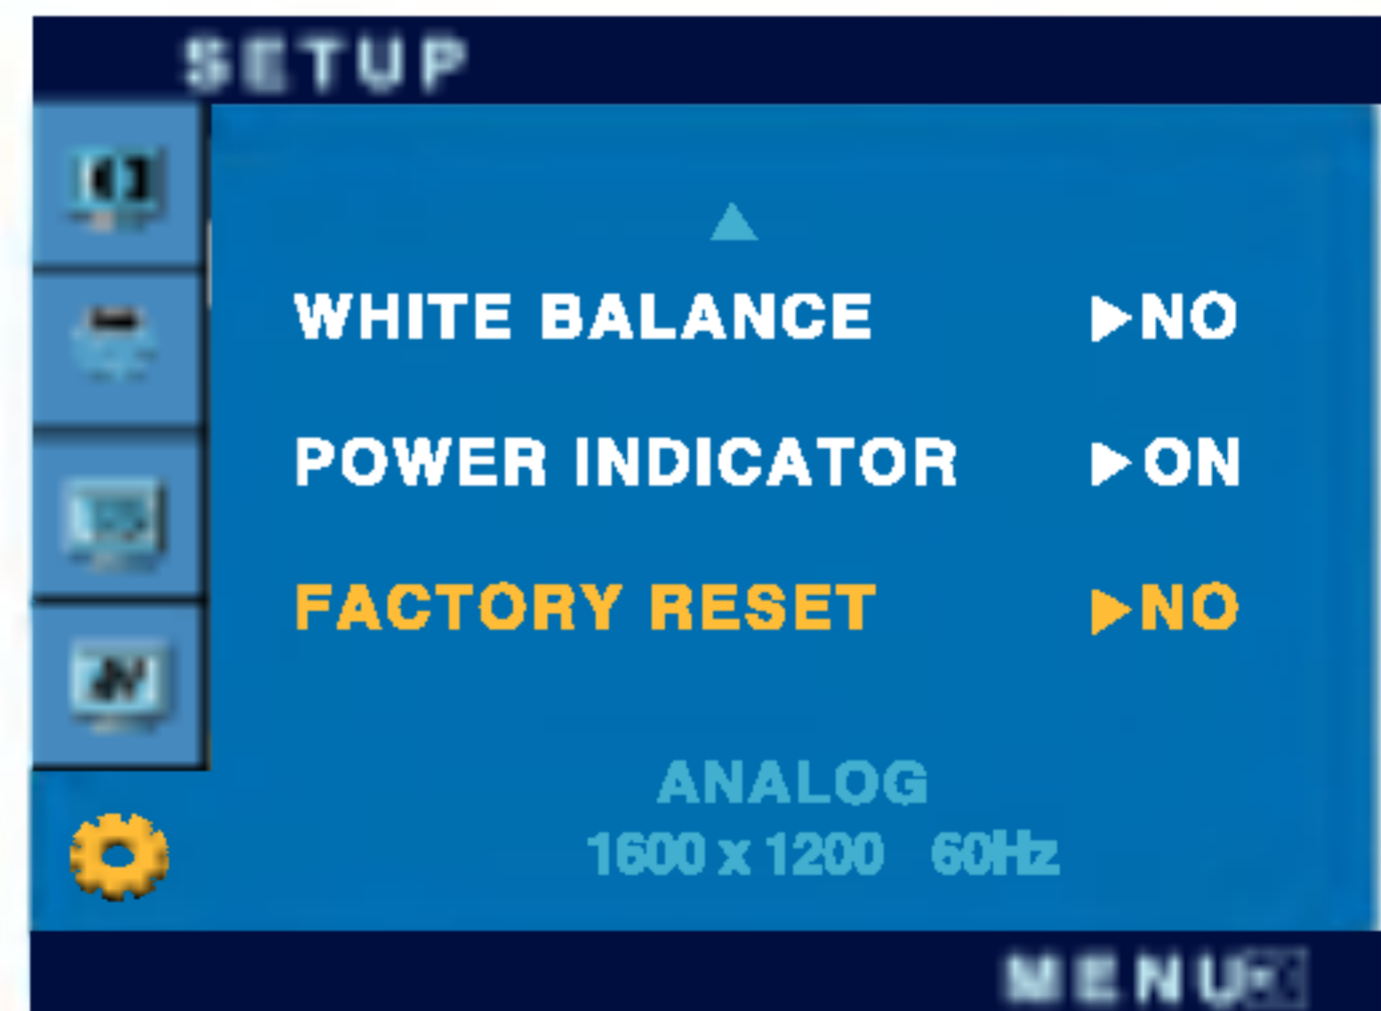 SETUP
WHITE BALANCE ▶NO
POWER INDICATOR ▶ON
FACTORY RESET ▶NO
ANALOG
1600 x 1200 60Hz
MENU